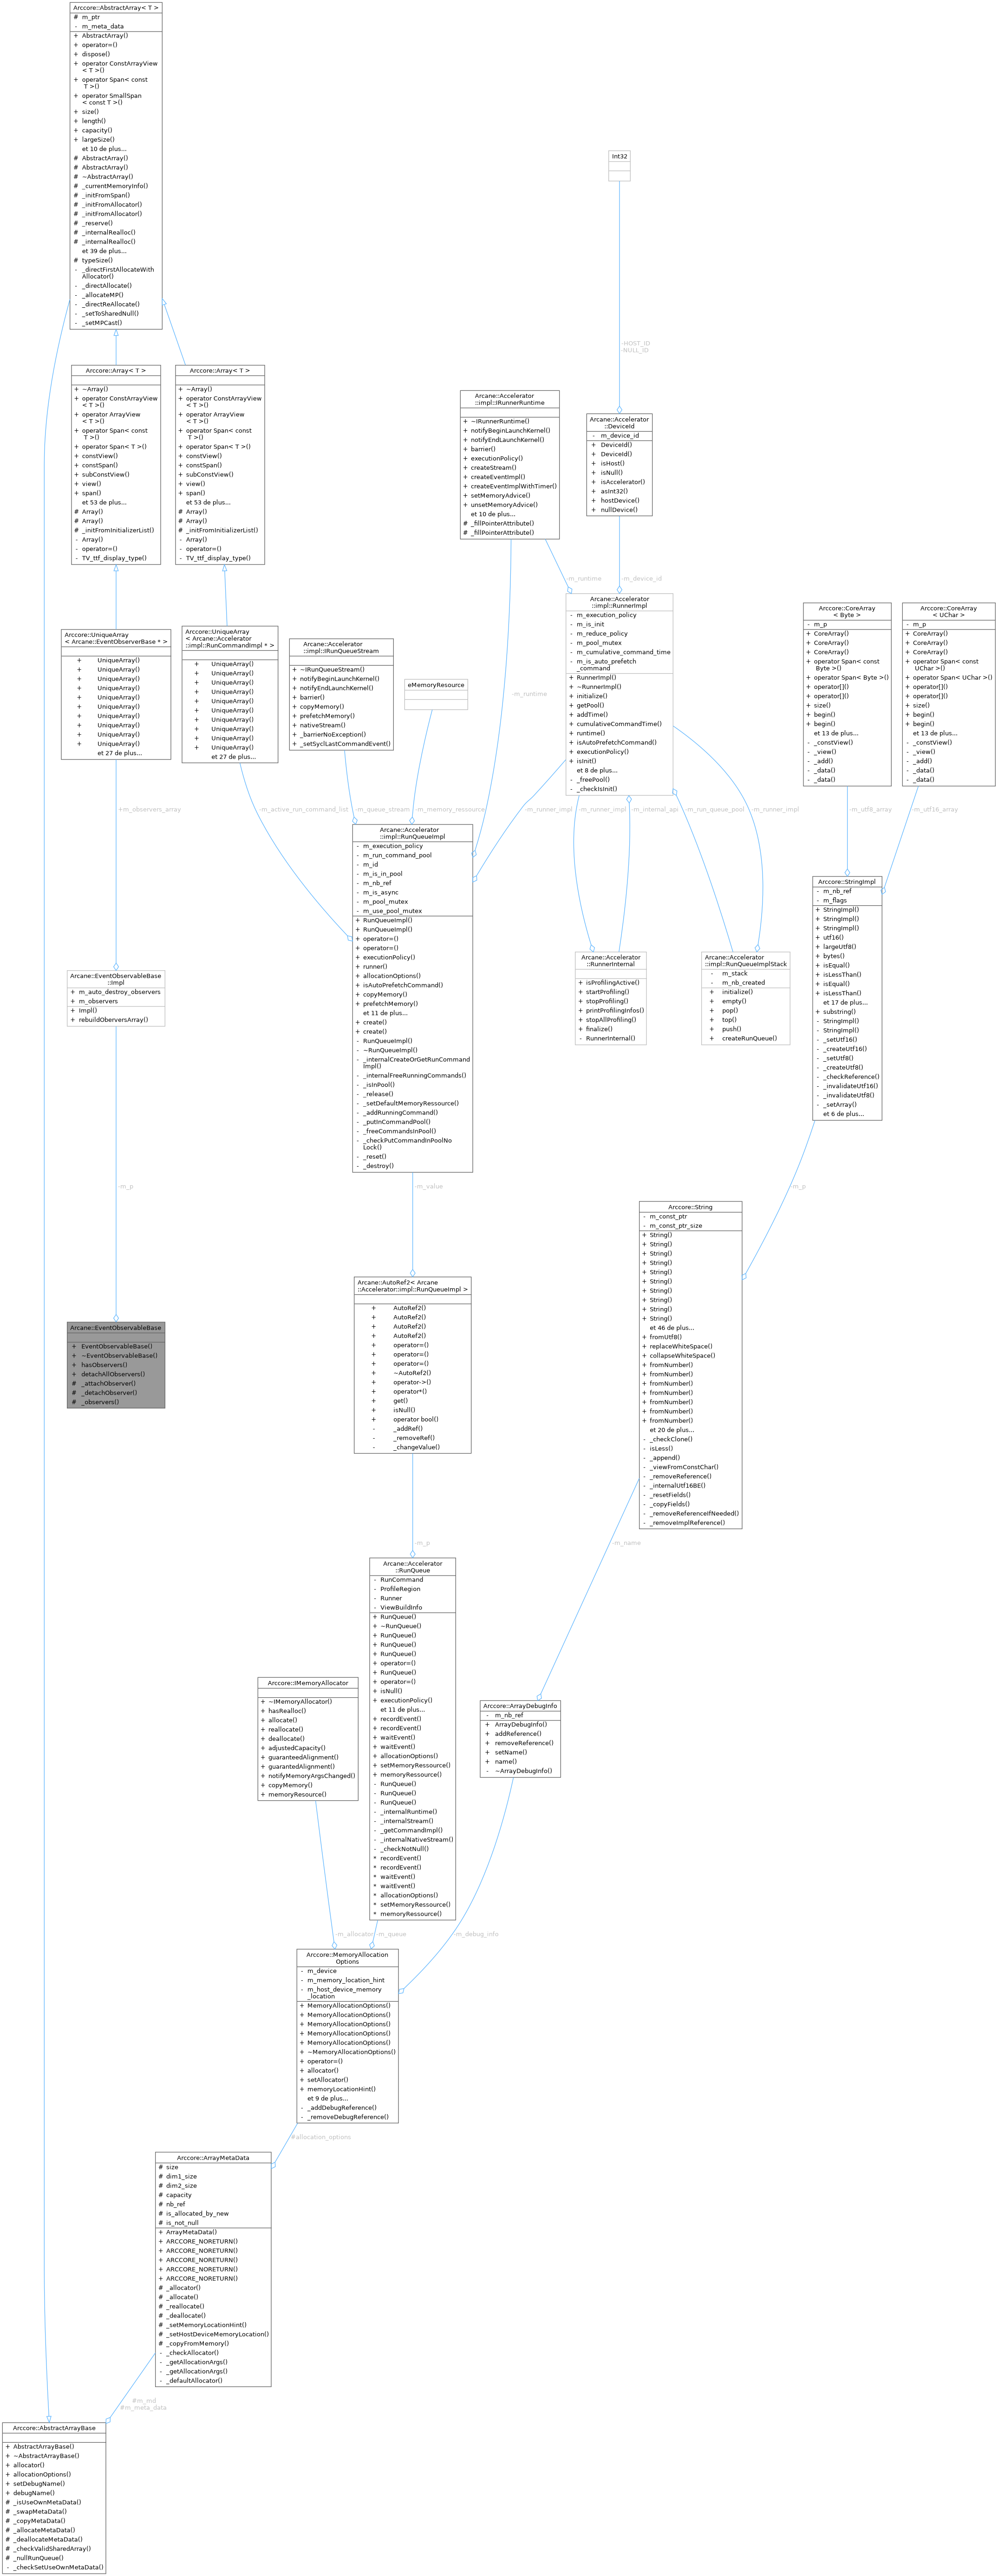 Arccore::AbstractArray< T >
# m_ptr
- m_meta_data
+ AbstractArray()
+ operator=()
+ dispose()
+ operator ConstArrayView
< T >()
+ operator Span< const
T >()
+ operator SmallSpan
< const T >()
+ size()
+ length()
+ capacity()
+ largeSize()
et 10 de plus...
# AbstractArray()
# AbstractArray()
# ~AbstractArray()
# _currentMemoryInfo()
# _initFromSpan()
# _initFromAllocator()
# _initFromAllocator()
# _reserve()
# _internalRealloc()
# _internalRealloc()
et 39 de plus...
# typeSize()
- _directFirstAllocateWith
Allocator()
- _directAllocate()
- _allocateMP()
- _directReAllocate()
- _setToSharedNull()
- _setMPCast()
Int32
-HOST_ID
-NULL_ID
Arccore::Array< T >
+ ~Array()
+ operator ConstArrayView
< T >()
+ operator ArrayView
< T >()
+ operator Span< const
T >()
+ operator Span< T >()
+ constView()
+ constSpan()
+ subConstView()
+ view()
+ span()
et 53 de plus...
# Array()
# Array()
# _initFromInitializerList()
- Array()
- operator=()
- TV_ttf_display_type()
Arccore::Array< T >
+ ~Array()
+ operator ConstArrayView
< T >()
+ operator ArrayView
< T >()
+ operator Span< const
T >()
+ operator Span< T >()
+ constView()
+ constSpan()
+ subConstView()
+ view()
+ span()
et 53 de plus...
# Array()
# Array()
# _initFromInitializerList()
- Array()
- operator=()
- TV_ttf_display_type()
Arcane::Accelerator
::impl::IRunnerRuntime
+ ~IRunnerRuntime()
+ notifyBeginLaunchKernel()
+ notifyEndLaunchKernel()
+ barrier()
+ executionPolicy()
+ createStream()
+ createEventImpl()
+ createEventImplWithTimer()
+ setMemoryAdvice()
+ unsetMemoryAdvice()
et 10 de plus...
# _fillPointerAttribute()
# _fillPointerAttribute()
Arcane::Accelerator
::DeviceId
- m_device_id
+ DeviceId()
+ DeviceId()
+ isHost()
+ isNull()
+ isAccelerator()
+ asInt32()
+ hostDevice()
+ nullDevice()
-m_runtime
-m_device_id
Arcane::Accelerator
::impl::RunnerImpl
- m_execution_policy
- m_is_init
- m_reduce_policy
- m_pool_mutex
- m_cumulative_command_time
- m_is_auto_prefetch
_command
+ RunnerImpl()
+ ~RunnerImpl()
+ initialize()
+ getPool()
+ addTime()
+ cumulativeCommandTime()
+ runtime()
+ isAutoPrefetchCommand()
+ executionPolicy()
+ isInit()
et 8 de plus...
- _freePool()
- _checkIsInit()
Arccore::CoreArray
< Byte >
- m_p
+ CoreArray()
+ CoreArray()
+ CoreArray()
+ operator Span< const
Byte >()
+ operator Span< Byte >()
+ operator[]()
+ operator[]()
+ size()
+ begin()
+ begin()
et 13 de plus...
- _constView()
- _view()
- _add()
- _data()
- _data()
Arccore::CoreArray
< UChar >
- m_p
+ CoreArray()
+ CoreArray()
+ CoreArray()
+ operator Span< const
UChar >()
+ operator Span< UChar >()
+ operator[]()
+ operator[]()
+ size()
+ begin()
+ begin()
et 13 de plus...
- _constView()
- _view()
- _add()
- _data()
- _data()
Arccore::UniqueArray
< Arcane::EventObserverBase * >
+ UniqueArray()
+ UniqueArray()
+ UniqueArray()
+ UniqueArray()
+ UniqueArray()
+ UniqueArray()
+ UniqueArray()
+ UniqueArray()
+ UniqueArray()
+ UniqueArray()
et 27 de plus...
Arccore::UniqueArray
< Arcane::Accelerator
::impl::RunCommandImpl * >
+ UniqueArray()
+ UniqueArray()
+ UniqueArray()
+ UniqueArray()
+ UniqueArray()
+ UniqueArray()
+ UniqueArray()
+ UniqueArray()
+ UniqueArray()
+ UniqueArray()
et 27 de plus...
Arcane::Accelerator
::impl::IRunQueueStream
+ ~IRunQueueStream()
+ notifyBeginLaunchKernel()
+ notifyEndLaunchKernel()
+ barrier()
+ copyMemory()
+ prefetchMemory()
+ nativeStream()
+ _barrierNoException()
+ _setSyclLastCommandEvent()
eMemoryResource
-m_runtime
+m_observers_array
-m_active_run_command_list
-m_queue_stream
-m_memory_ressource
-m_runner_impl
-m_runner_impl
-m_internal_api
-m_run_queue_pool
-m_runner_impl
-m_utf8_array
-m_utf16_array
Arcane::Accelerator
::impl::RunQueueImpl
- m_execution_policy
- m_run_command_pool
- m_id
- m_is_in_pool
- m_nb_ref
- m_is_async
- m_pool_mutex
- m_use_pool_mutex
+ RunQueueImpl()
+ RunQueueImpl()
+ operator=()
+ operator=()
+ executionPolicy()
+ runner()
+ allocationOptions()
+ isAutoPrefetchCommand()
+ copyMemory()
+ prefetchMemory()
et 11 de plus...
+ create()
+ create()
- RunQueueImpl()
- ~RunQueueImpl()
- _internalCreateOrGetRunCommand
Impl()
- _internalFreeRunningCommands()
- _isInPool()
- _release()
- _setDefaultMemoryRessource()
- _addRunningCommand()
- _putInCommandPool()
- _freeCommandsInPool()
- _checkPutCommandInPoolNo
Lock()
- _reset()
- _destroy()
Arcane::Accelerator
::RunnerInternal
+ isProfilingActive()
+ startProfiling()
+ stopProfiling()
+ printProfilingInfos()
+ stopAllProfiling()
+ finalize()
- RunnerInternal()
Arcane::Accelerator
::impl::RunQueueImplStack
- m_stack
- m_nb_created
+ initialize()
+ empty()
+ pop()
+ top()
+ push()
+ createRunQueue()
Arccore::StringImpl
- m_nb_ref
- m_flags
+ StringImpl()
+ StringImpl()
+ StringImpl()
+ utf16()
+ largeUtf8()
+ bytes()
+ isEqual()
+ isLessThan()
+ isEqual()
+ isLessThan()
et 17 de plus...
+ substring()
- StringImpl()
- StringImpl()
- _setUtf16()
- _createUtf16()
- _setUtf8()
- _createUtf8()
- _checkReference()
- _invalidateUtf16()
- _invalidateUtf8()
- _setArray()
et 6 de plus...
Arcane::EventObservableBase
::Impl
+ m_auto_destroy_observers
+ m_observers
+ Impl()
+ rebuildOberversArray()
-m_p
-m_value
-m_p
Arccore::String
- m_const_ptr
- m_const_ptr_size
+ String()
+ String()
+ String()
+ String()
+ String()
+ String()
+ String()
+ String()
+ String()
+ String()
et 46 de plus...
+ fromUtf8()
+ replaceWhiteSpace()
+ collapseWhiteSpace()
+ fromNumber()
+ fromNumber()
+ fromNumber()
+ fromNumber()
+ fromNumber()
+ fromNumber()
+ fromNumber()
et 20 de plus...
- _checkClone()
- isLess()
- _append()
- _viewFromConstChar()
- _removeReference()
- _internalUtf16BE()
- _resetFields()
- _copyFields()
- _removeReferenceIfNeeded()
- _removeImplReference()
Arcane::AutoRef2< Arcane
::Accelerator::impl::RunQueueImpl >
+ AutoRef2()
+ AutoRef2()
+ AutoRef2()
+ AutoRef2()
+ operator=()
+ operator=()
+ operator=()
+ ~AutoRef2()
+ operator->()
+ operator*()
+ get()
+ isNull()
+ operator bool()
- _addRef()
- _removeRef()
- _changeValue()
Arcane::EventObservableBase
+ EventObservableBase()
+ ~EventObservableBase()
+ hasObservers()
+ detachAllObservers()
# _attachObserver()
# _detachObserver()
# _observers()
-m_p
-m_name
Arcane::Accelerator
::RunQueue
- RunCommand
- ProfileRegion
- Runner
- ViewBuildInfo
+ RunQueue()
+ ~RunQueue()
+ RunQueue()
+ RunQueue()
+ RunQueue()
+ operator=()
+ RunQueue()
+ operator=()
+ isNull()
+ executionPolicy()
et 11 de plus...
+ recordEvent()
+ recordEvent()
+ waitEvent()
+ waitEvent()
+ allocationOptions()
+ setMemoryRessource()
+ memoryRessource()
- RunQueue()
- RunQueue()
- RunQueue()
- _internalRuntime()
- _internalStream()
- _getCommandImpl()
- _internalNativeStream()
- _checkNotNull()
* recordEvent()
* recordEvent()
* waitEvent()
* waitEvent()
* allocationOptions()
* setMemoryRessource()
* memoryRessource()
Arccore::IMemoryAllocator
+ ~IMemoryAllocator()
+ hasRealloc()
+ allocate()
+ reallocate()
+ deallocate()
+ adjustedCapacity()
+ guaranteedAlignment()
+ guarantedAlignment()
+ notifyMemoryArgsChanged()
+ copyMemory()
+ memoryResource()
Arccore::ArrayDebugInfo
- m_nb_ref
+ ArrayDebugInfo()
+ addReference()
+ removeReference()
+ setName()
+ name()
- ~ArrayDebugInfo()
-m_allocator
-m_queue
-m_debug_info
Arccore::MemoryAllocation
Options
- m_device
- m_memory_location_hint
- m_host_device_memory
_location
+ MemoryAllocationOptions()
+ MemoryAllocationOptions()
+ MemoryAllocationOptions()
+ MemoryAllocationOptions()
+ MemoryAllocationOptions()
+ ~MemoryAllocationOptions()
+ operator=()
+ allocator()
+ setAllocator()
+ memoryLocationHint()
et 9 de plus...
- _addDebugReference()
- _removeDebugReference()
#allocation_options
Arccore::ArrayMetaData
# size
# dim1_size
# dim2_size
# capacity
# nb_ref
# is_allocated_by_new
# is_not_null
+ ArrayMetaData()
+ ARCCORE_NORETURN()
+ ARCCORE_NORETURN()
+ ARCCORE_NORETURN()
+ ARCCORE_NORETURN()
+ ARCCORE_NORETURN()
# _allocator()
# _allocate()
# _reallocate()
# _deallocate()
# _setMemoryLocationHint()
# _setHostDeviceMemoryLocation()
# _copyFromMemory()
- _checkAllocator()
- _getAllocationArgs()
- _getAllocationArgs()
- _defaultAllocator()
#m_md
#m_meta_data
Arccore::AbstractArrayBase
+ AbstractArrayBase()
+ ~AbstractArrayBase()
+ allocator()
+ allocationOptions()
+ setDebugName()
+ debugName()
# _isUseOwnMetaData()
# _swapMetaData()
# _copyMetaData()
# _allocateMetaData()
# _deallocateMetaData()
# _checkValidSharedArray()
# _nullRunQueue()
- _checkSetUseOwnMetaData()